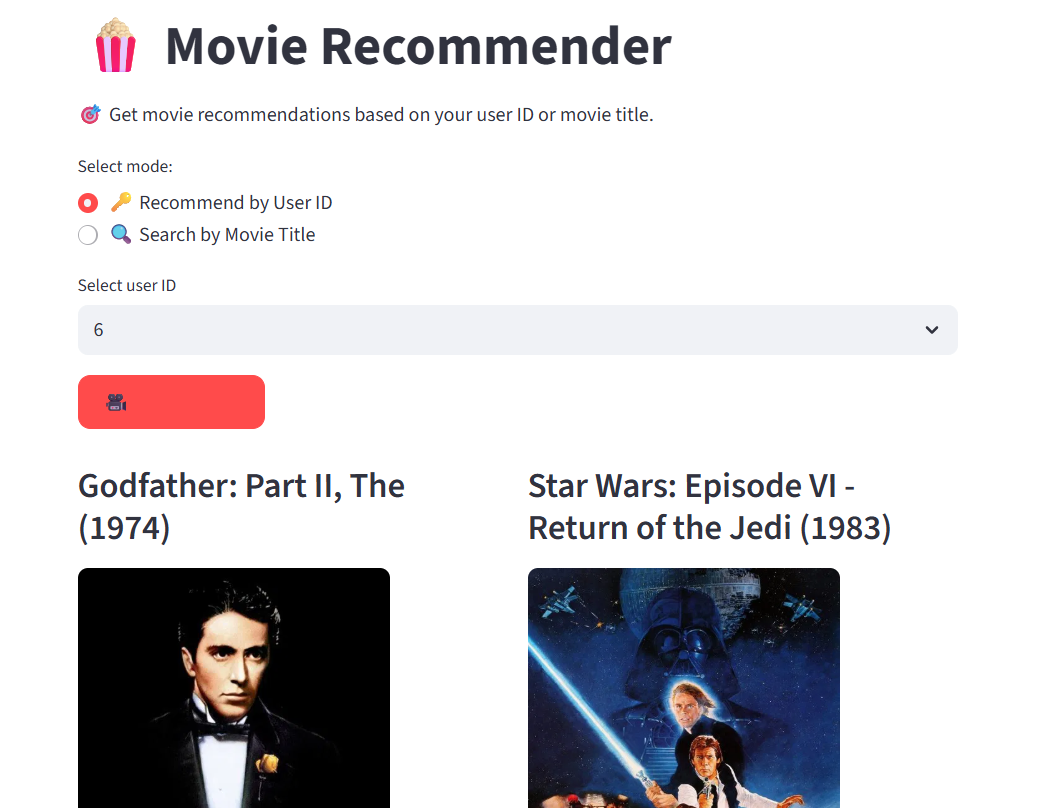 Movie Recommender
Get movie recommendations based on your user ID or movie title.
Select mode:
Recommend by User ID
Search by Movie Title
Select user ID
6
Godfather: Part II, The
(1974)
Star Wars: Episode VI -
Return of the Jedi (1983)